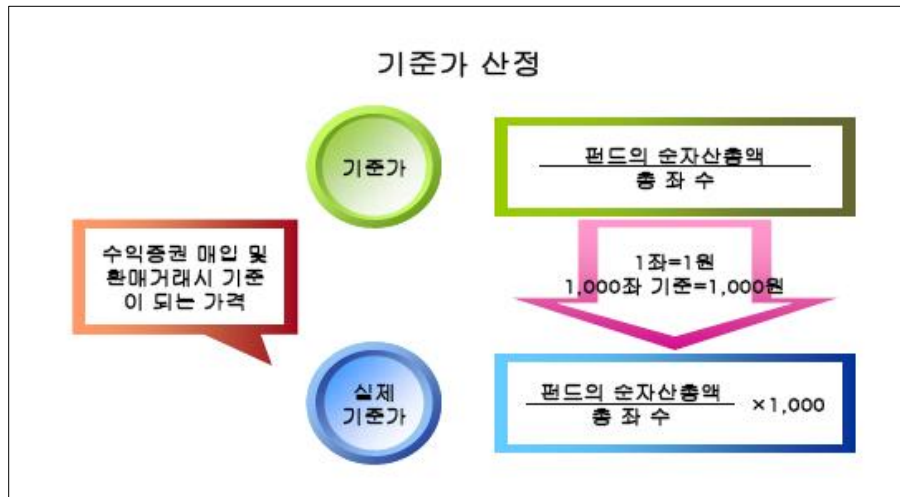 기준가 산정
기준가
펀드의 순자산총액
총 좌 수
수익증권 매입 및
환매거래시 기준
이 되는 가격
1좌=1원
1,000좌 기준=1,000원
실제
기준가
펀드의 순자산총액
총 좌 수
×1,000